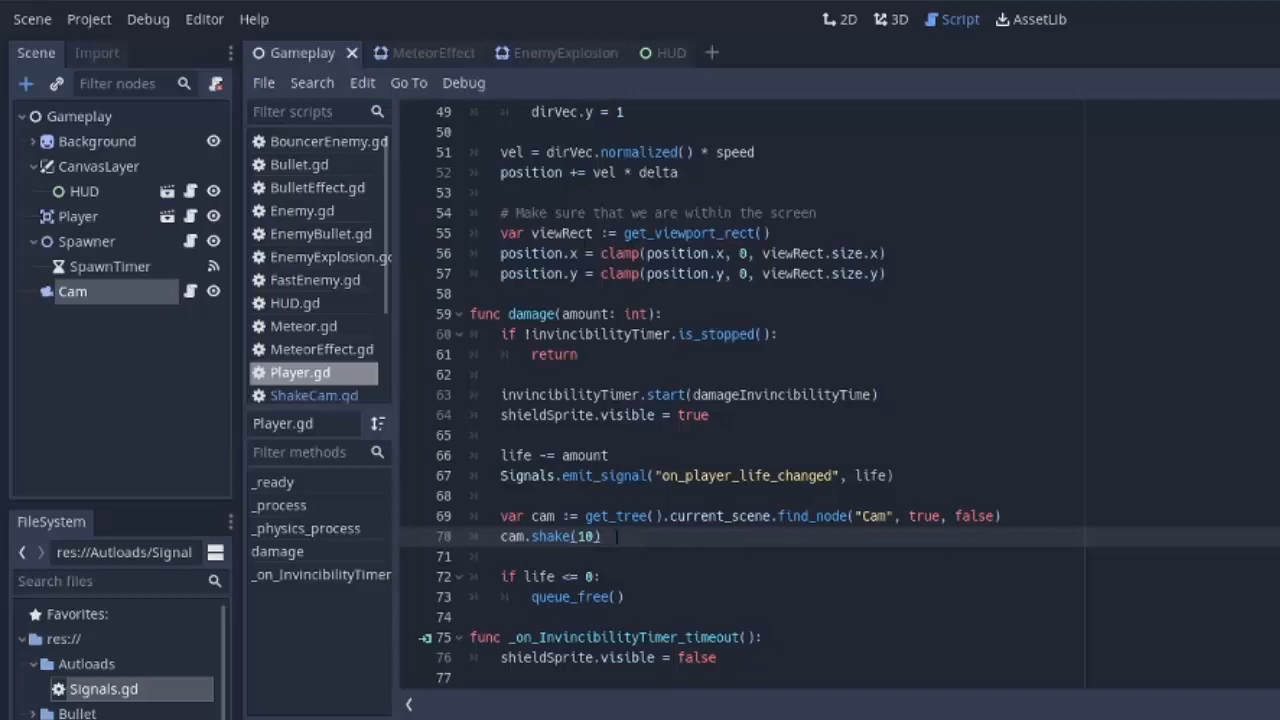 Scene Project Debug Editor Help
2D 3D Script AssetLib
Scene Import
Gameplay MeteorEffect EnemyExplosion HUD
Filter nodes
File Search Edit Go To Debug
Gameplay
Background
CanvasLayer
HUD
Player
Spawner
SpawnTimer
Cam
Filter scripts
BouncerEnemy.gd
Bullet.gd
BulletEffect.gd
Enemy.gd
EnemyBullet.gd
EnemyExplosion.gd
FastEnemy.gd
HUD.gd
Meteor.gd
MeteorEffect.gd
Player.gd
ShakeCam.gd
Player.gd
Filter methods
_ready
_process
_physics_process
damage
_on_InvincibilityTimer
49 dirVec.y = 1
50
51 vel = dirVec.normalized() * speed
52 position += vel * delta
53
54 # Make sure that we are within the screen
55 var viewRect := get_viewport_rect()
56 position.x = clamp(position.x, 0, viewRect.size.x)
57 position.y = clamp(position.y, 0, viewRect.size.y)
58
59 func damage(amount: int):
60 if !invincibilityTimer.is_stopped():
61 return
62
63 invincibilityTimer.start(damageInvincibilityTime)
64 shieldSprite.visible = true
65
66 life -= amount
67 Signals.emit_signal("on_player_life_changed", life)
68
69 var cam := get_tree().current_scene.find_node("Cam", true, false)
70 cam.shake(10)
71
72 if life <= 0:
73 queue_free()
74
75 func _on_InvincibilityTimer_timeout():
76 shieldSprite.visible = false
77
FileSystem
res://Autloads/Signal
Search files
Favorites:
res://
Autloads
Signals.gd
Bullet